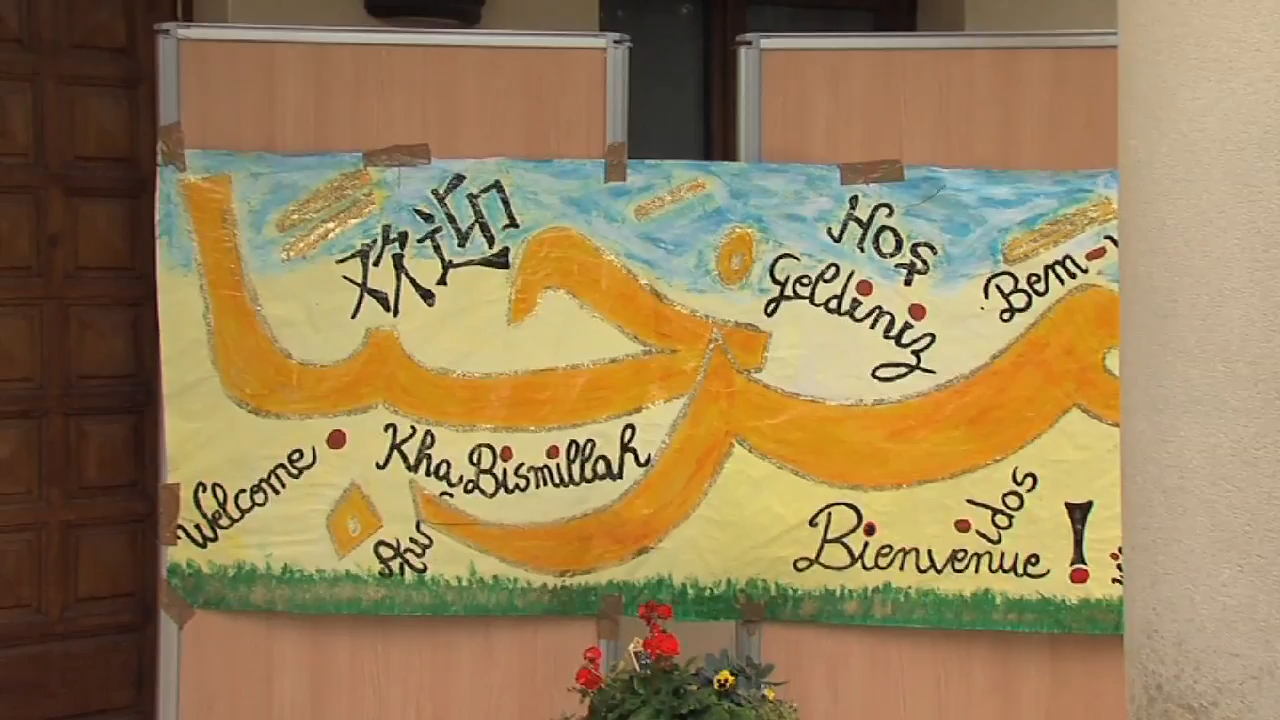 欢迎
Hoş
Geldiniz
Bem-
مرحباً
Welcome
Kha Bismillah
Bienvenue !
idos